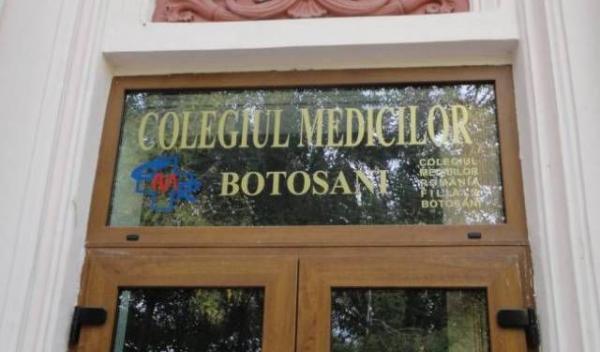 COLEGIUL MEDICILOR
BOTOSANI
COLEGIUL
MEDICILOR
ROMANIA
FILIALA
BOTOSANI